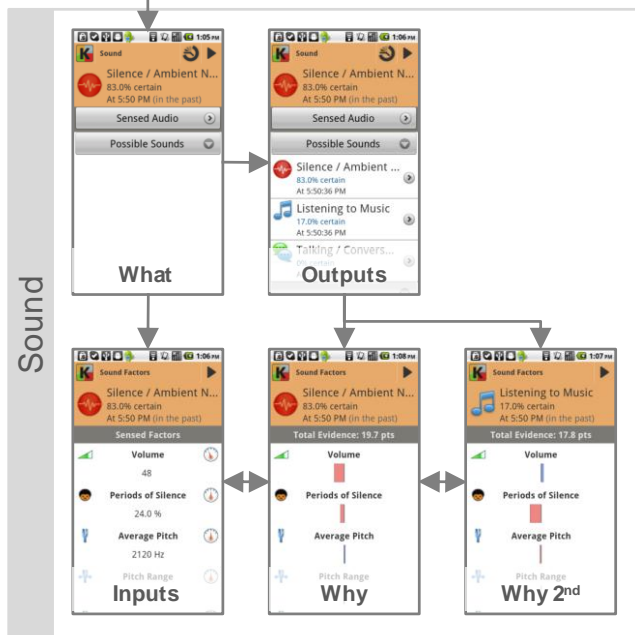 Sound
1:05 PM
Sound
Silence / Ambient N...
83.0% certain
At 5:50 PM (in the past)
Sensed Audio
Possible Sounds
What
1:06 PM
Sound
Silence / Ambient N...
83.0% certain
At 5:50 PM (in the past)
Sensed Audio
Possible Sounds
Silence / Ambient ...
83.0% certain
At 5:50:36 PM
Listening to Music
17.0% certain
At 5:50:36 PM
Talking / Convers...
0% certain
Outputs
1:06 PM
Sound Factors
Silence / Ambient N...
83.0% certain
At 5:50 PM (in the past)
Sensed Factors
Volume
48
Periods of Silence
24.0 %
Average Pitch
2120 Hz
Pitch Range
Inputs
1:08 PM
Sound Factors
Silence / Ambient N...
83.0% certain
At 5:50 PM (in the past)
Total Evidence: 19.7 pts
Volume
Periods of Silence
Average Pitch
Pitch Range
Why
1:07 PM
Sound Factors
Listening to Music
17.0% certain
At 5:50 PM (in the past)
Total Evidence: 17.8 pts
Volume
Periods of Silence
Average Pitch
Pitch Range
Why 2nd